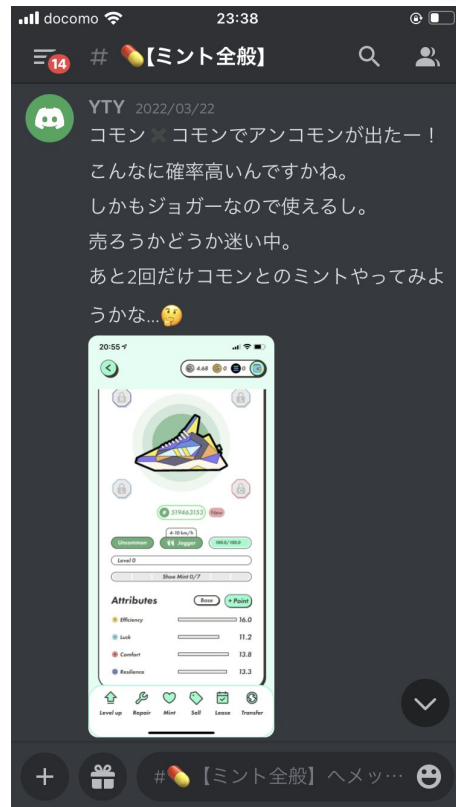 docomo 23:38
14 # 💊【ミント全般】
YTY 2022/03/22
コモン✖️コモンでアンコモンが出たー！
こんなに確率高いんですかね。
しかもジョガーなので使えるし。
売ろうかどうか迷い中。
あと2回だけコモンとのミントやってみよ
うかな...🤔
20:55
4.68 0 0
# 519463153 New
4-10 km/h
Uncommon Jogger 100.0/100.0
Level 0
Shoe Mint 0/7
Attributes Base + Point
Efficiency 16.0
Luck 11.2
Comfort 13.8
Resilience 13.3
Level up Repair Mint Sell Lease Transfer
#💊【ミント全般】へメッ…